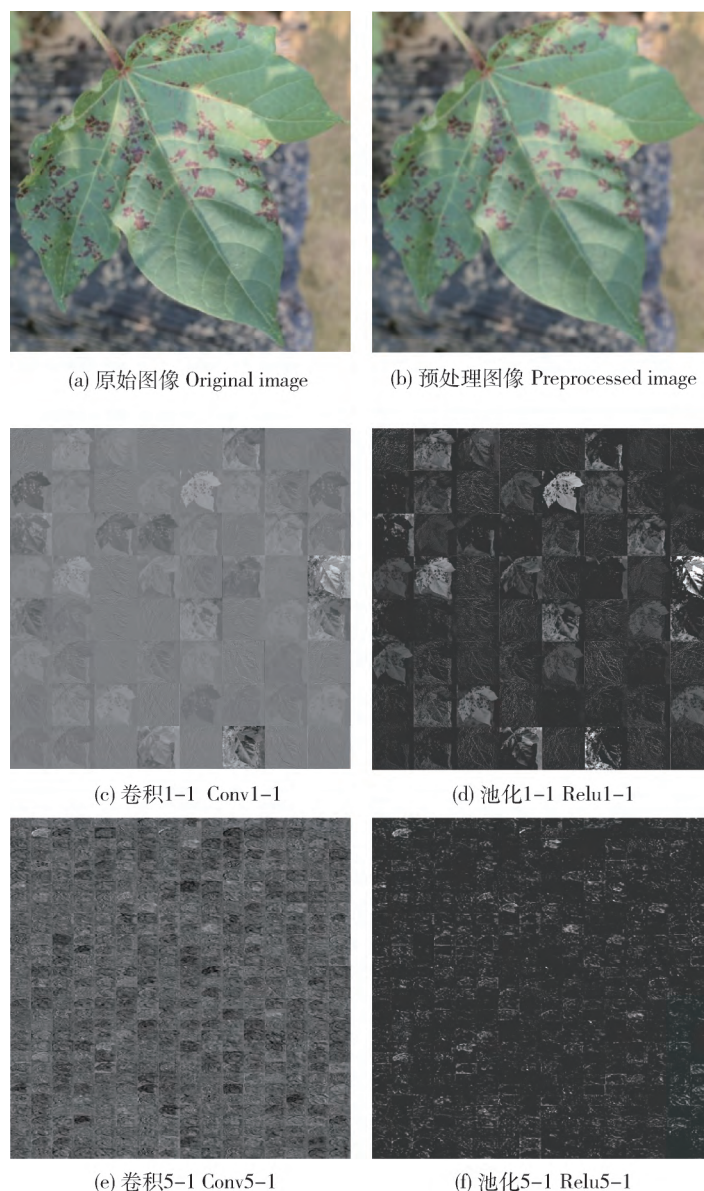 (a) 原始图像 Original image
(b) 预处理图像 Preprocessed image
(c) 卷积1-1 Conv1-1
(d) 池化1-1 Relu1-1
(e) 卷积5-1 Conv5-1
(f) 池化5-1 Relu5-1